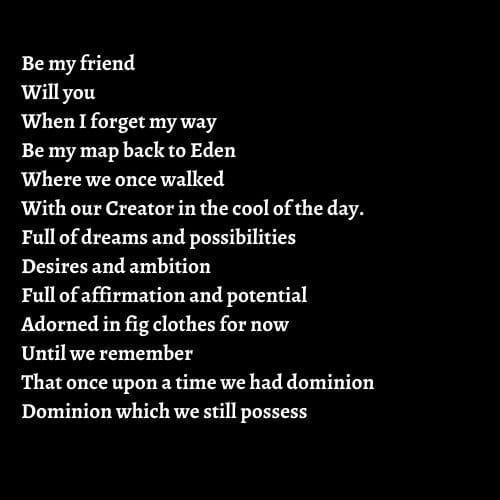 Be my friend
Will you
When I forget my way
Be my map back to Eden
Where we once walked
With our Creator in the cool of the day.
Full of dreams and possibilities
Desires and ambition
Full of affirmation and potential
Adorned in fig clothes for now
Until we remember
That once upon a time we had dominion
Dominion which we still possess